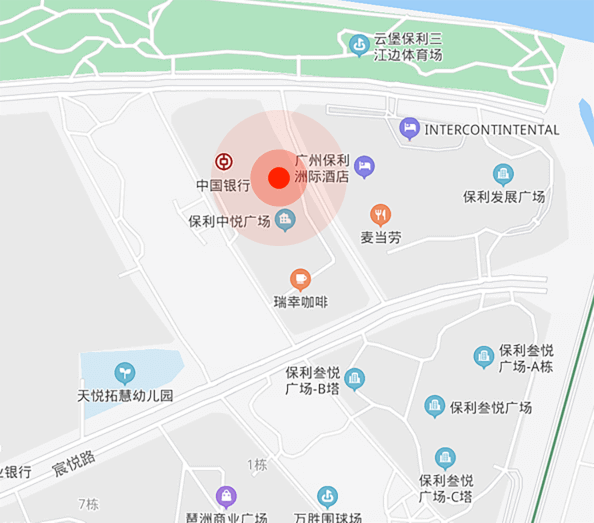 云堡保利三
江边体育场
INTERCONTINTENTAL
广州保利
洲际酒店
中国银行
保利发展广场
保利中悦广场
麦当劳
瑞幸咖啡
保利叁悦
广场-A栋
保利叁悦
广场-B塔
天悦拓慧幼儿园
保利叁悦广场
宸悦路
业银行
1栋
保利叁悦
广场-C塔
7栋
琶洲商业广场
万胜围球场